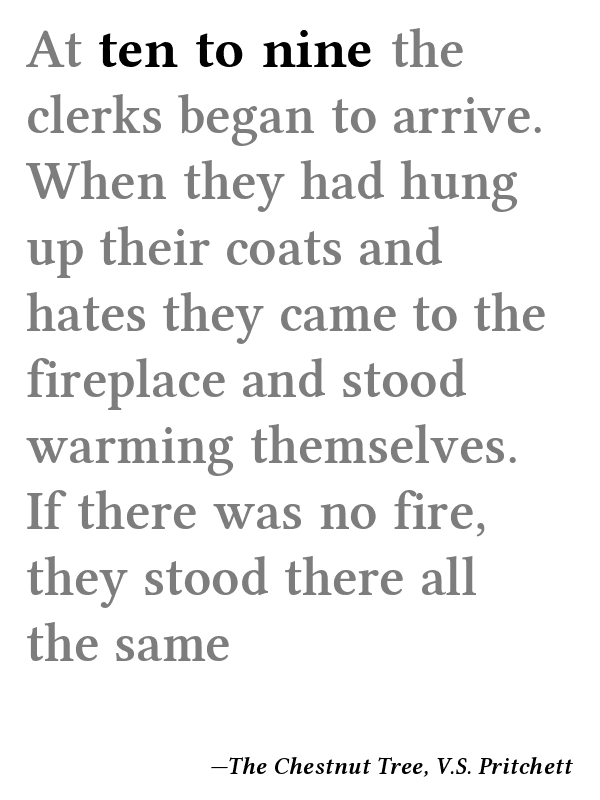 At ten to nine the
clerks began to arrive.
When they had hung
up their coats and
hates they came to the
fireplace and stood
warming themselves.
If there was no fire,
they stood there all
the same
—The Chestnut Tree, V.S. Pritchett